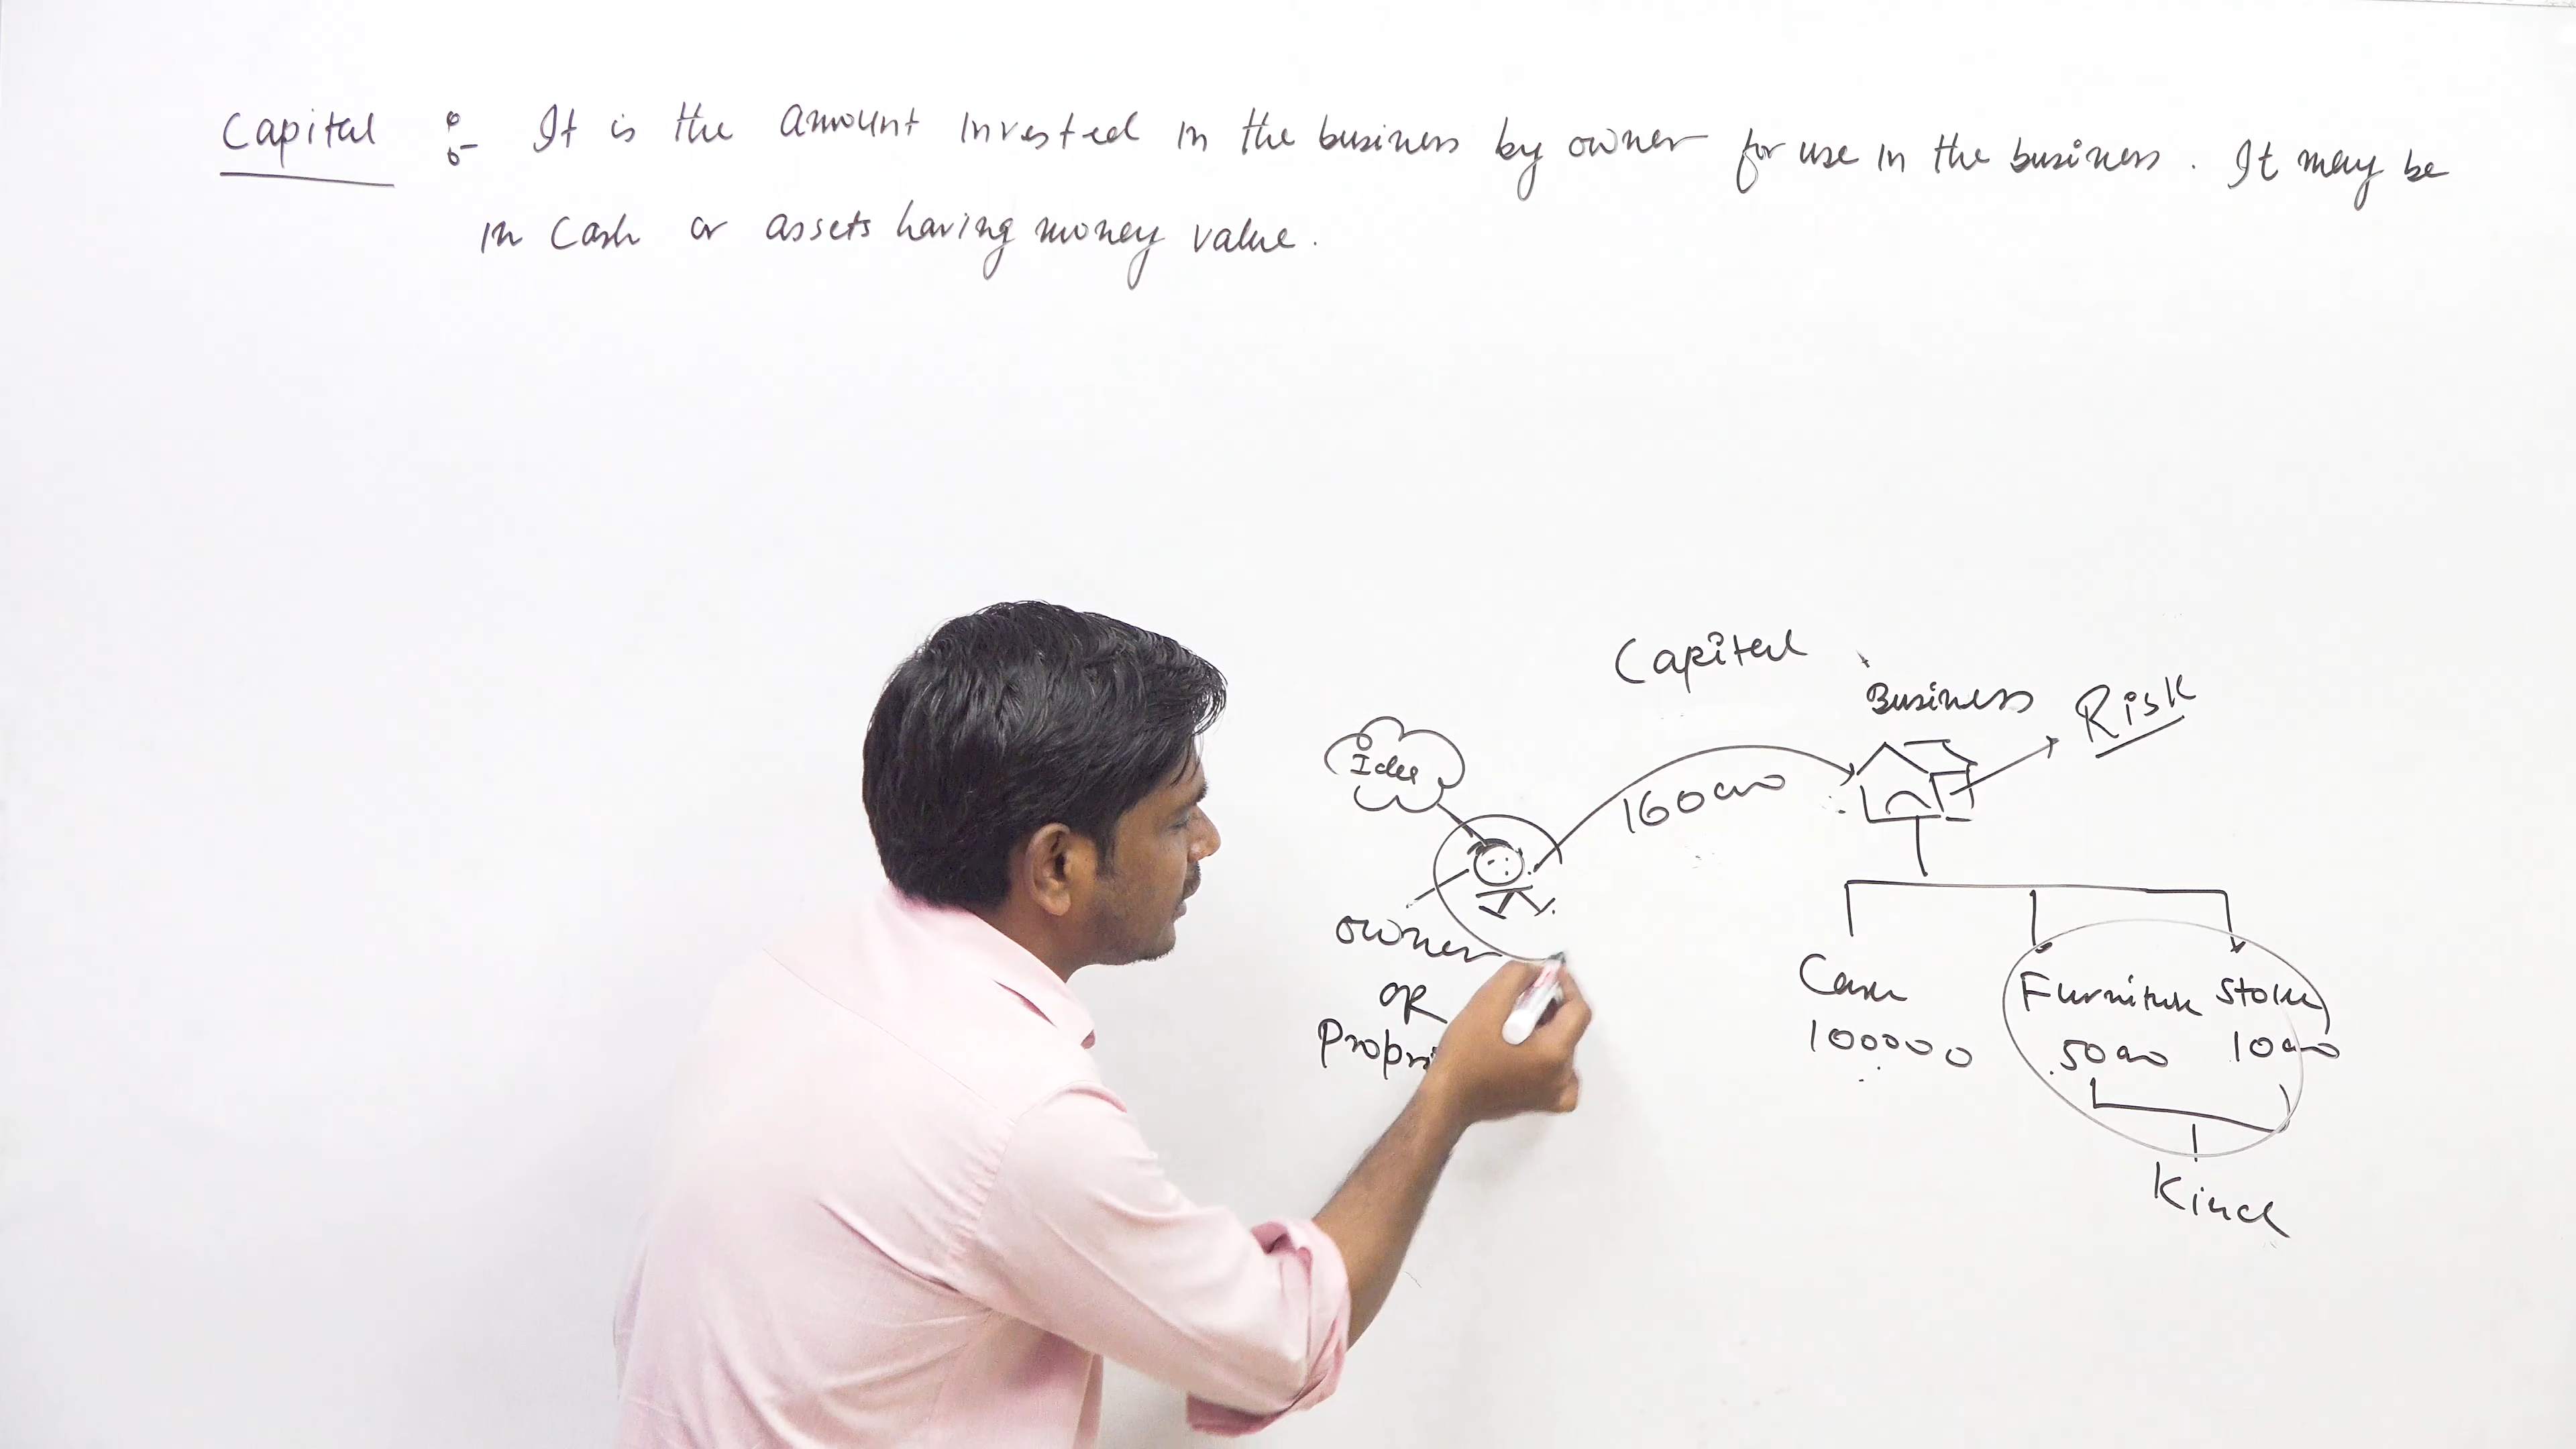 Capital :- It is the amount invested in the business by owner for use in the business. It may be
in cash or assets having money value.
Capital
Business
Risk
Idea
160000
owner
OR
Cash
Furniture Stock
100000
50000
10000
Kind